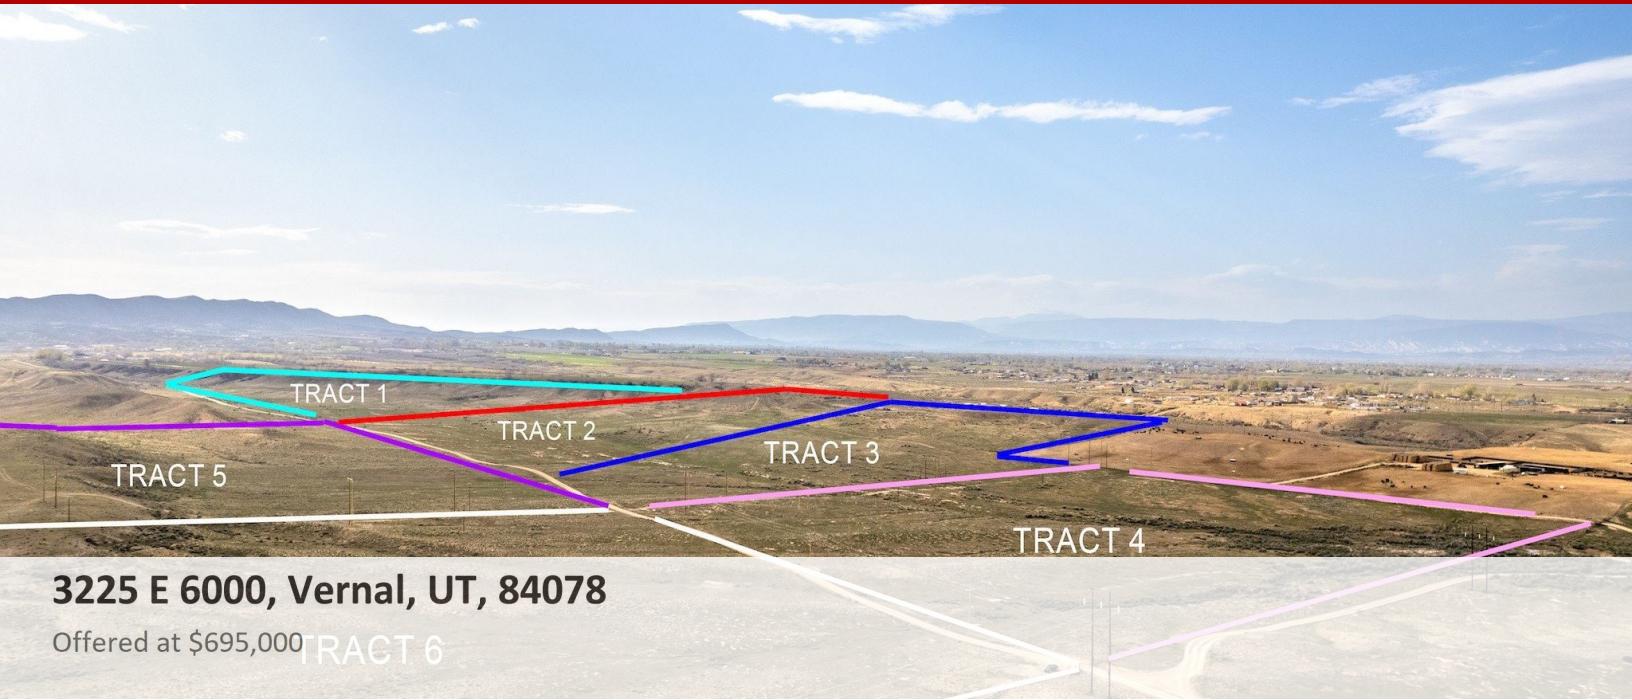 TRACT 1
TRACT 2
TRACT 3
TRACT 5
TRACT 4
3225 E 6000, Vernal, UT, 84078
Offered at $695,000
TRACT 6